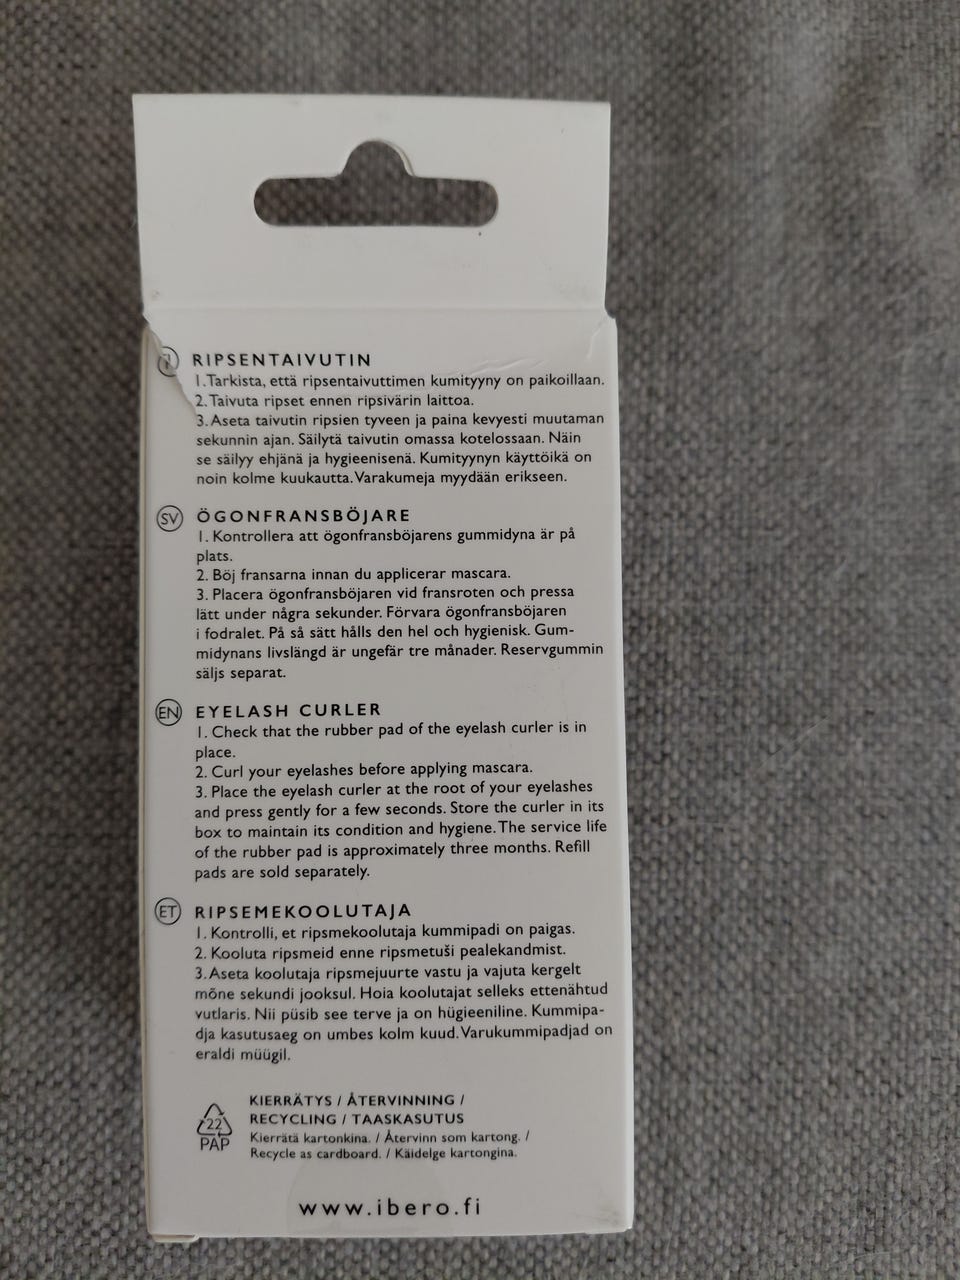 RIPSENTAIVUTIN
1.Tarkista, että ripsentaivuttimen kumityyny on paikoillaan.
2.Taivuta ripset ennen ripsivärin laittoa.
3. Aseta taivutin ripsien tyveen ja paina kevyesti muutaman
sekunnin ajan. Säilytä taivutin omassa kotelossaan. Näin
se säilyy ehjänä ja hygieenisenä. Kumityynyn käyttöikä on
noin kolme kuukautta. Varakumeja myydään erikseen.
SV ÖGONFRANSBÖJARE
1. Kontrollera att ögonfransböjarens gummidyna är på
plats.
2. Böj fransarna innan du applicerar mascara.
3. Placera ögonfransböjaren vid fransroten och pressa
lätt under några sekunder. Förvara ögonfransböjaren
i fodralet. På så sätt hålls den hel och hygienisk. Gum-
midynans livslängd är ungefär tre månader. Reservgummin
säljs separat.
EN EYELASH CURLER
1. Check that the rubber pad of the eyelash curler is in
place.
2. Curl your eyelashes before applying mascara.
3. Place the eyelash curler at the root of your eyelashes
and press gently for a few seconds. Store the curler in its
box to maintain its condition and hygiene. The service life
of the rubber pad is approximately three months. Refill
pads are sold separately.
ET RIPSEMEKOOLUTAJA
1. Kontrolli, et ripsmekoolutaja kummipadi on paigas.
2. Kooluta ripsmeid enne ripsmetuši pealekandmist.
3. Aseta koolutaja ripsmejuurte vastu ja vajuta kergelt
mõne sekundi jooksul. Hoia koolutajat selleks ettenähtud
vutlaris. Nii püsib see terve ja on hügieeniline. Kummipa-
dja kasutusaeg on umbes kolm kuud. Varukummipadjad on
eraldi müügil.
KIERRÄTYS / ÅTERVINNING /
RECYCLING / TAASKASUTUS
Kierrätä kartonkina. / Återvinn som kartong. /
Recycle as cardboard. / Käidelge kartongina.
22
PAP
www.ibero.fi